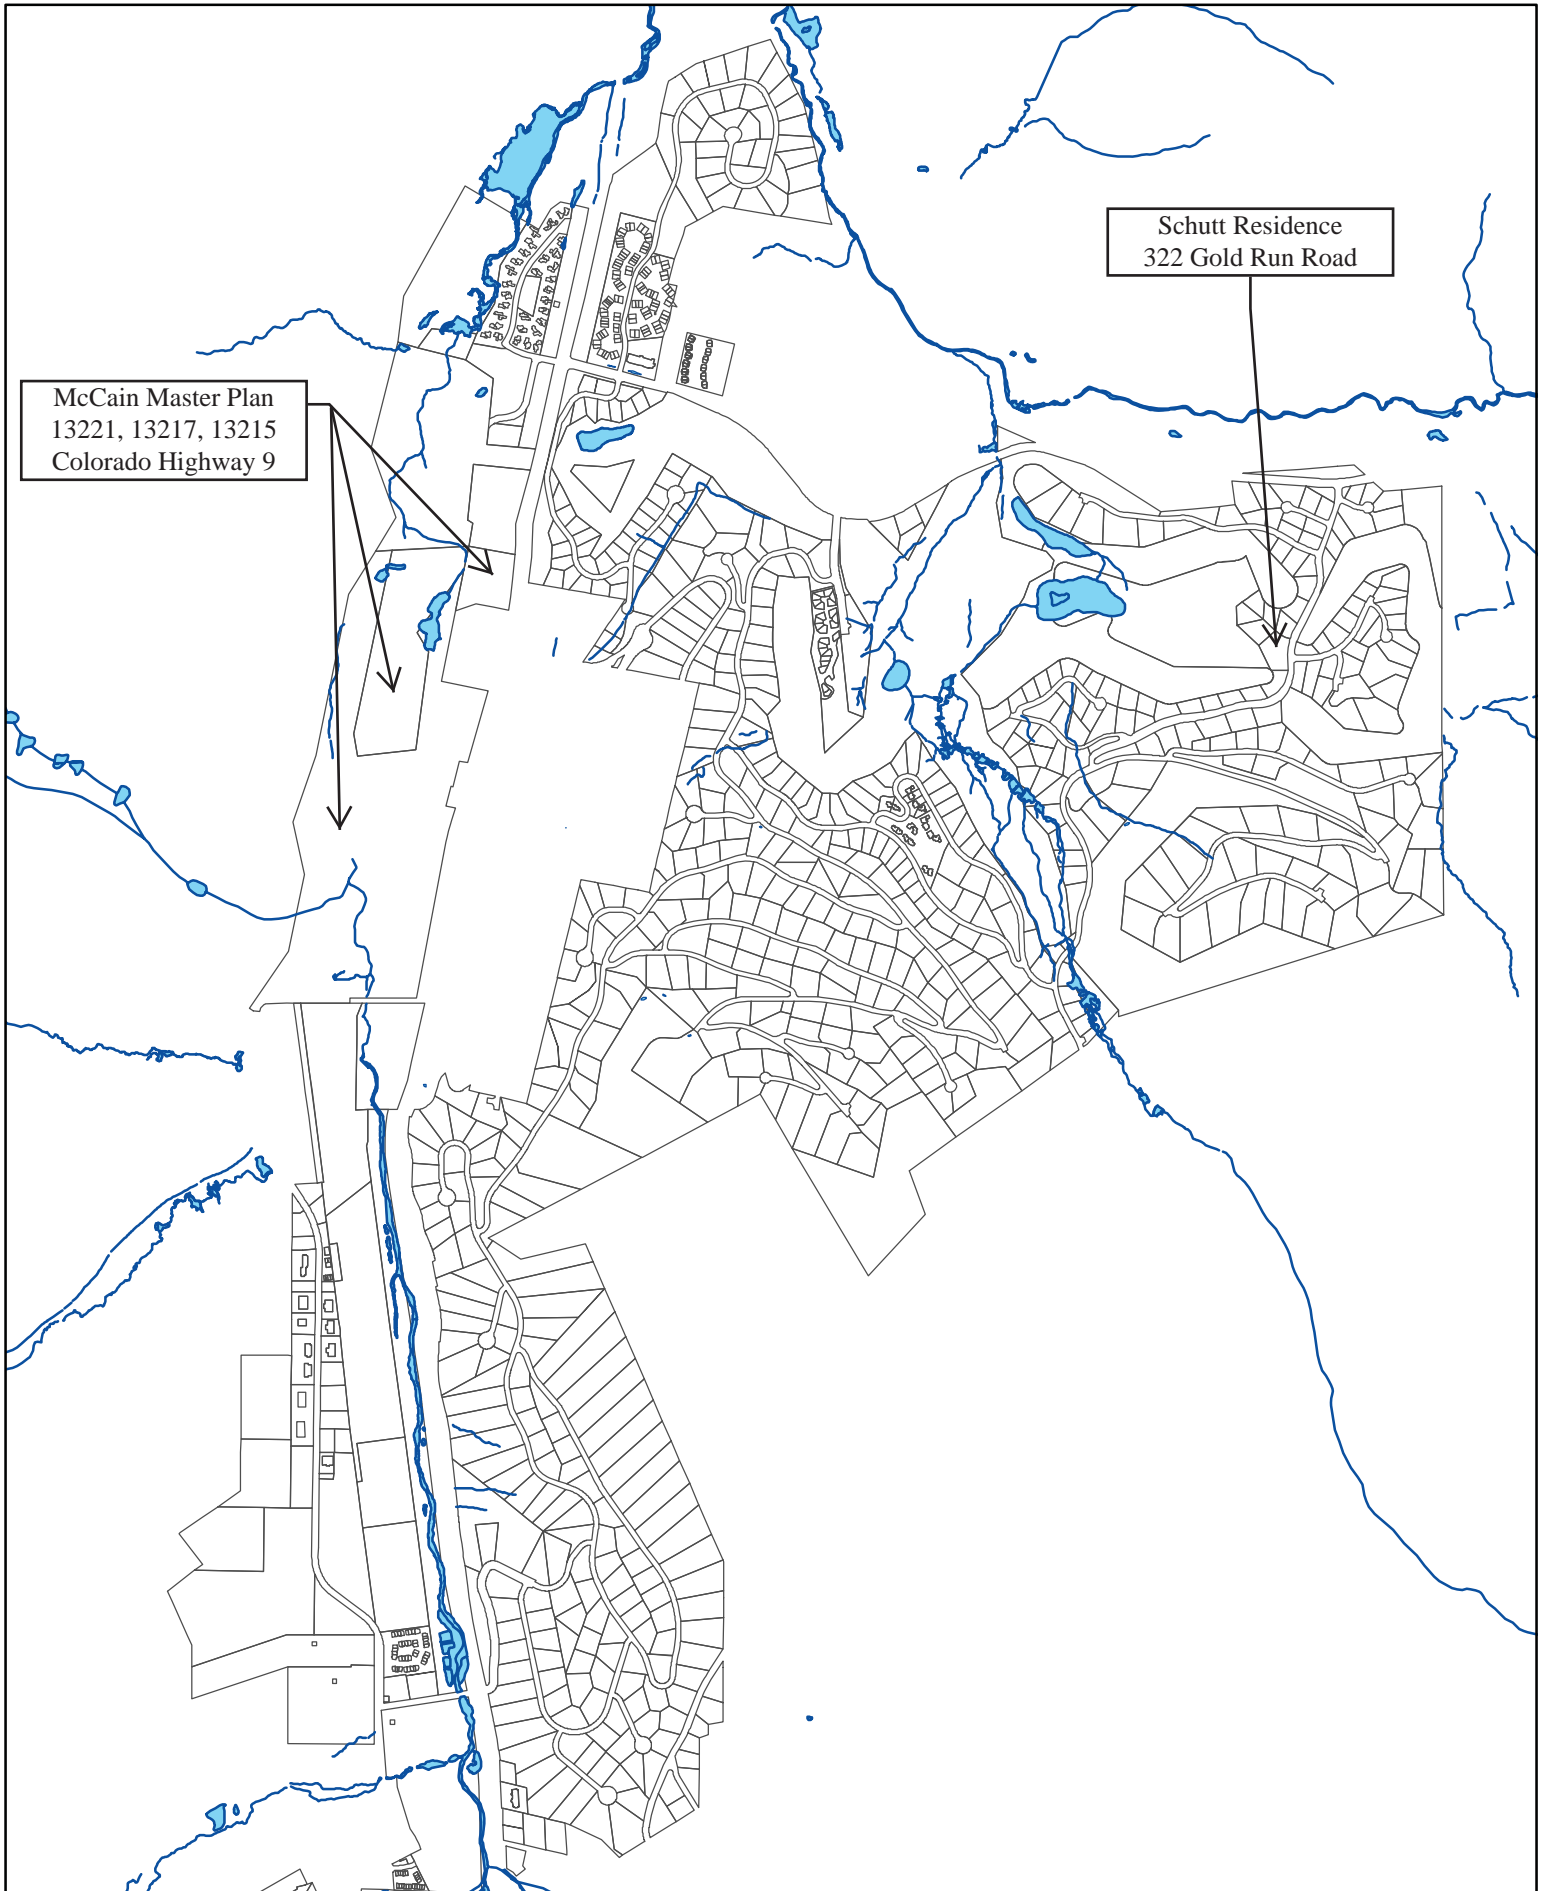 Schutt Residence
322 Gold Run Road
McCain Master Plan
13221, 13217, 13215
Colorado Highway 9